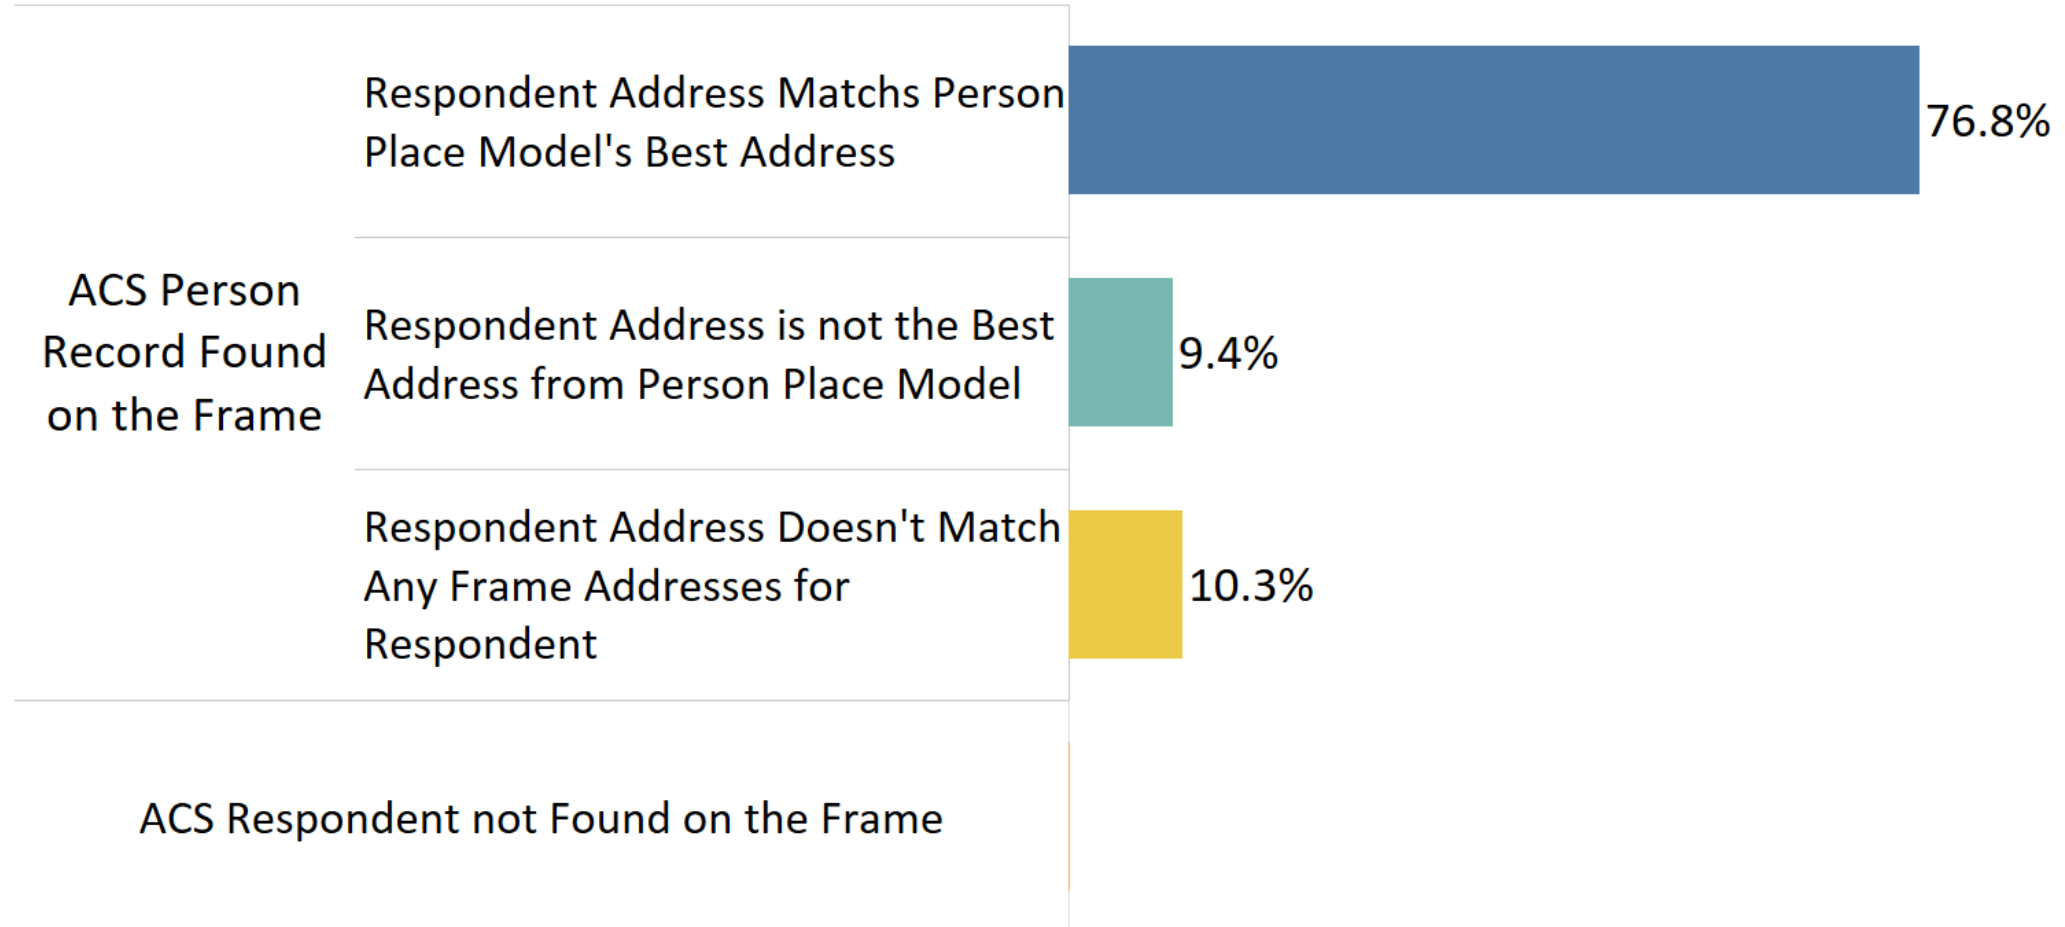 ACS Person
Record Found
on the Frame
Respondent Address Matchs Person
Place Model's Best Address
76.8%
Respondent Address is not the Best
Address from Person Place Model
9.4%
Respondent Address Doesn't Match
Any Frame Addresses for
Respondent
10.3%
ACS Respondent not Found on the Frame